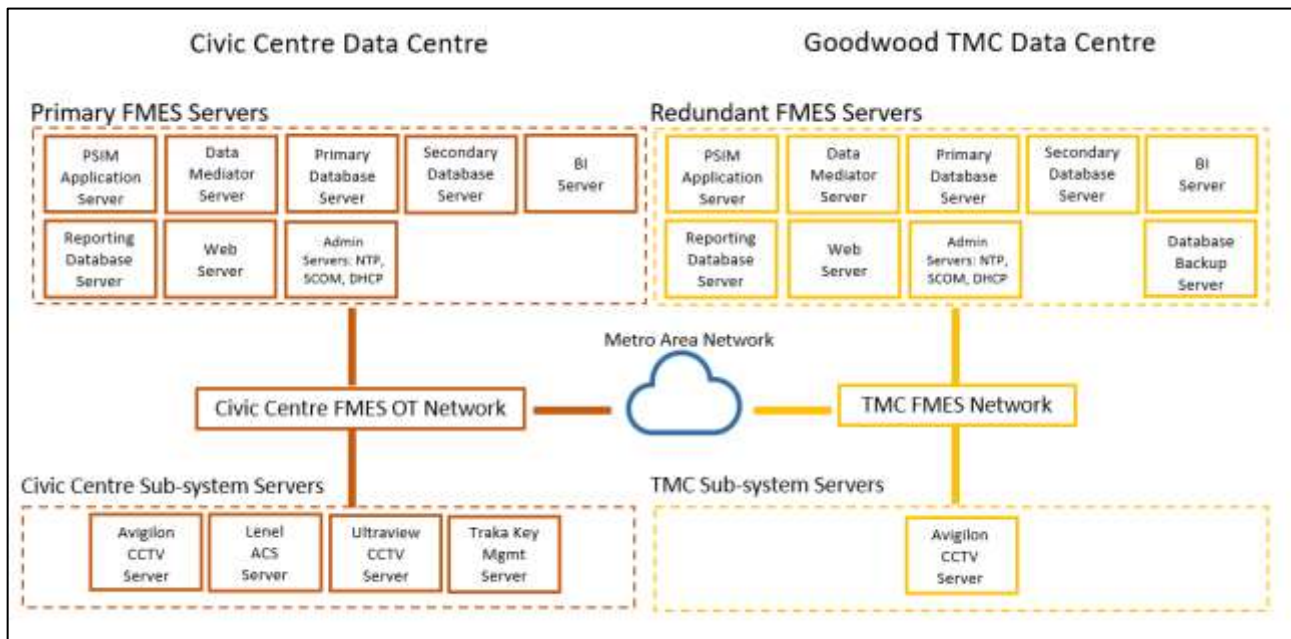 Civic Centre Data Centre
Goodwood TMC Data Centre
Primary FMES Servers
PSIM
Application
Server
Data
Mediator
Server
Primary
Database
Server
Secondary
Database
Server
BI
Server
Reporting
Database
Server
Web
Server
Admin
Servers: NTP,
SCOM, DHCP
Redundant FMES Servers
PSIM
Application
Server
Data
Mediator
Server
Primary
Database
Server
Secondary
Database
Server
BI
Server
Reporting
Database
Server
Web
Server
Admin
Servers: NTP,
SCOM, DHCP
Database
Backup
Server
Metro Area Network
Civic Centre FMES OT Network
TMC FMES Network
Civic Centre Sub-system Servers
Avigilon
CCTV
Server
Lenel
ACS
Server
Ultraview
CCTV
Server
Traka Key
Mgmt
Server
TMC Sub-system Servers
Avigilon
CCTV
Server